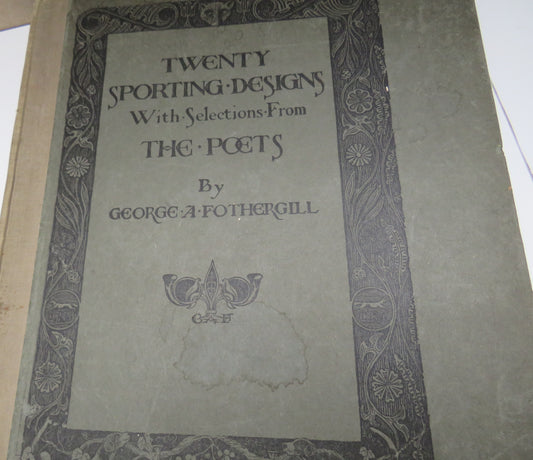 TWENTY
SPORTING·DESIGNS
With·Selections·From
THE·POETS
By
GEORGE·A·FOTHERGILL
GAF